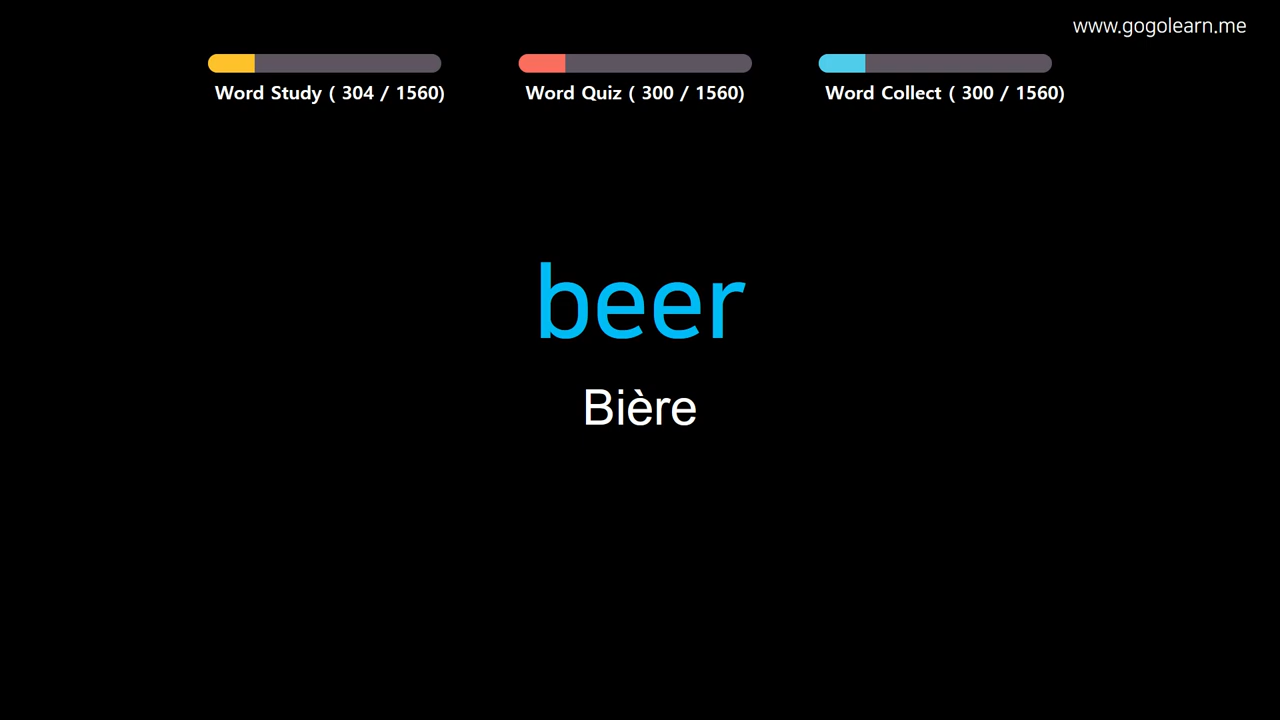 www.gogolearn.me
Word Study ( 304 / 1560)
Word Quiz ( 300 / 1560)
Word Collect ( 300 / 1560)
beer
Bière